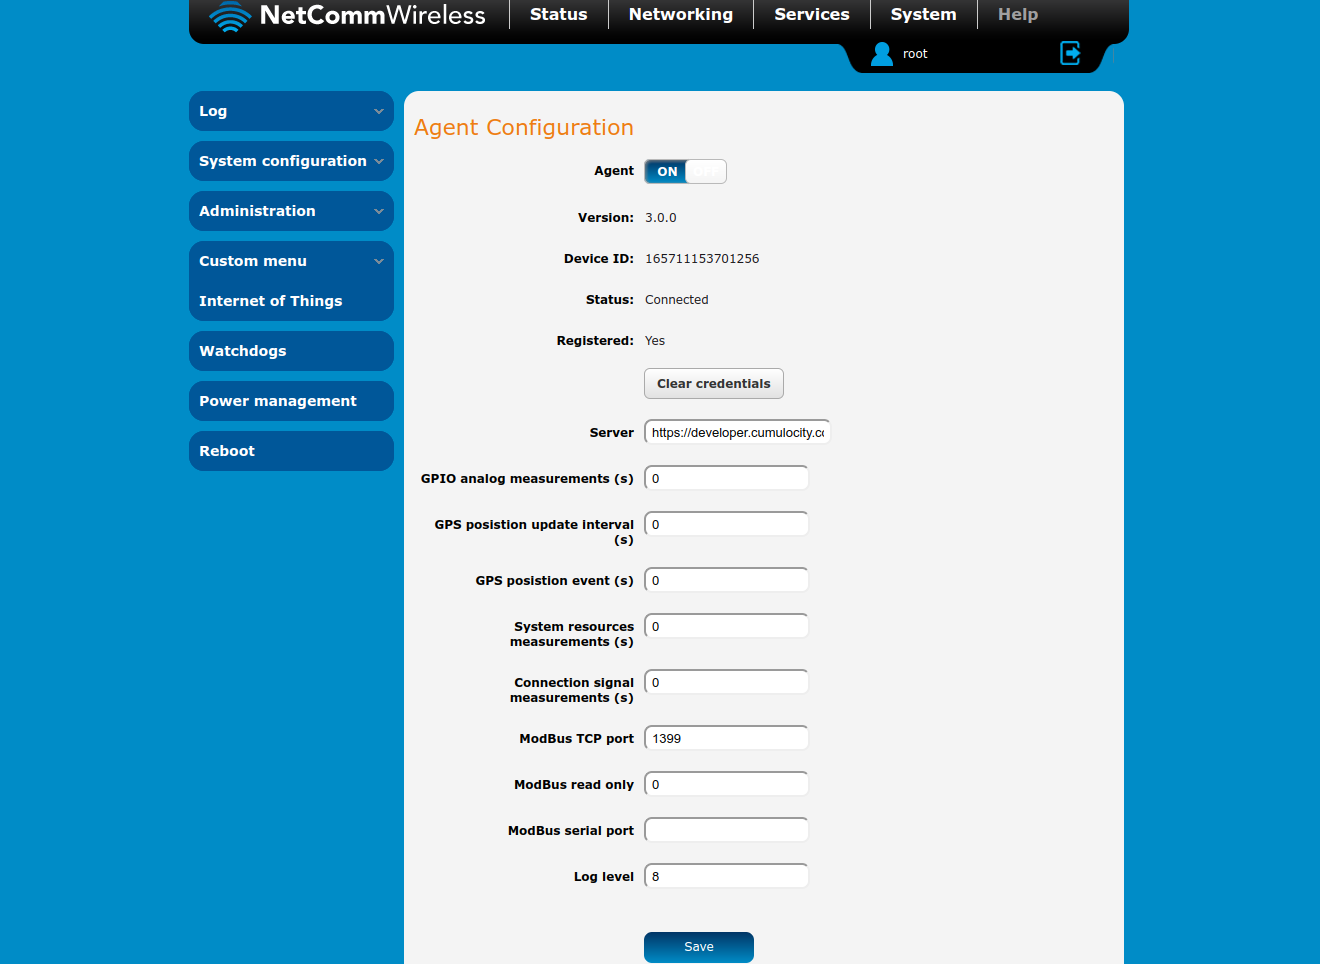 NetCommWireless
Status
Networking
Services
System
Help
root
Log
System configuration
Administration
Custom menu
Internet of Things
Watchdogs
Power management
Reboot
Agent Configuration
Agent ON OFF
Version: 3.0.0
Device ID: 165711153701256
Status: Connected
Registered: Yes
Clear credentials
Server https://developer.cumulocity.co
GPIO analog measurements (s) 0
GPS posistion update interval 0
(s)
GPS posistion event (s) 0
System resources 0
measurements (s)
Connection signal 0
measurements (s)
ModBus TCP port 1399
ModBus read only 0
ModBus serial port
Log level 8
Save